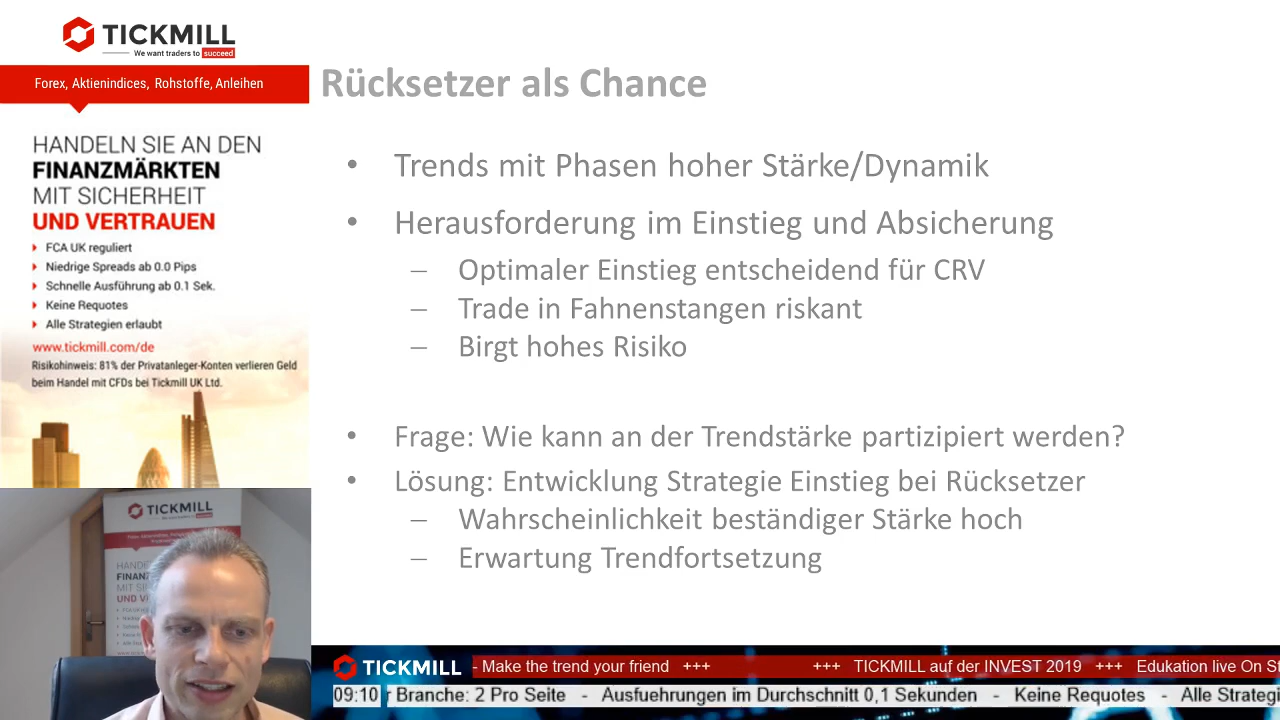 TICKMILL
We want traders to succeed
Forex, Aktienindices, Rohstoffe, Anleihen
HANDELN SIE AN DEN
FINANZMÄRKTEN
MIT SICHERHEIT
UND VERTRAUEN
FCA UK reguliert
Niedrige Spreads ab 0.0 Pips
Schnelle Ausführung ab 0.1 Sek.
Keine Requotes
Alle Strategien erlaubt
www.tickmill.com/de
Risikohinweis: 81% der Privatanleger-Konten verlieren Geld
beim Handel mit CFDs bei Tickmill UK Ltd.
TICKMILL
Rücksetzer als Chance
• Trends mit Phasen hoher Stärke/Dynamik
• Herausforderung im Einstieg und Absicherung
– Optimaler Einstieg entscheidend für CRV
– Trade in Fahnenstangen riskant
– Birgt hohes Risiko
• Frage: Wie kann an der Trendstärke partizipiert werden?
• Lösung: Entwicklung Strategie Einstieg bei Rücksetzer
– Wahrscheinlichkeit beständiger Stärke hoch
– Erwartung Trendfortsetzung
TICKMILL - Make the trend your friend +++ +++ TICKMILL auf der INVEST 2019 +++ Edukation live On St
09:10 r Branche: 2 Pro Seite - Ausfuehrungen im Durchschnitt 0,1 Sekunden - Keine Requotes - Alle Strateg